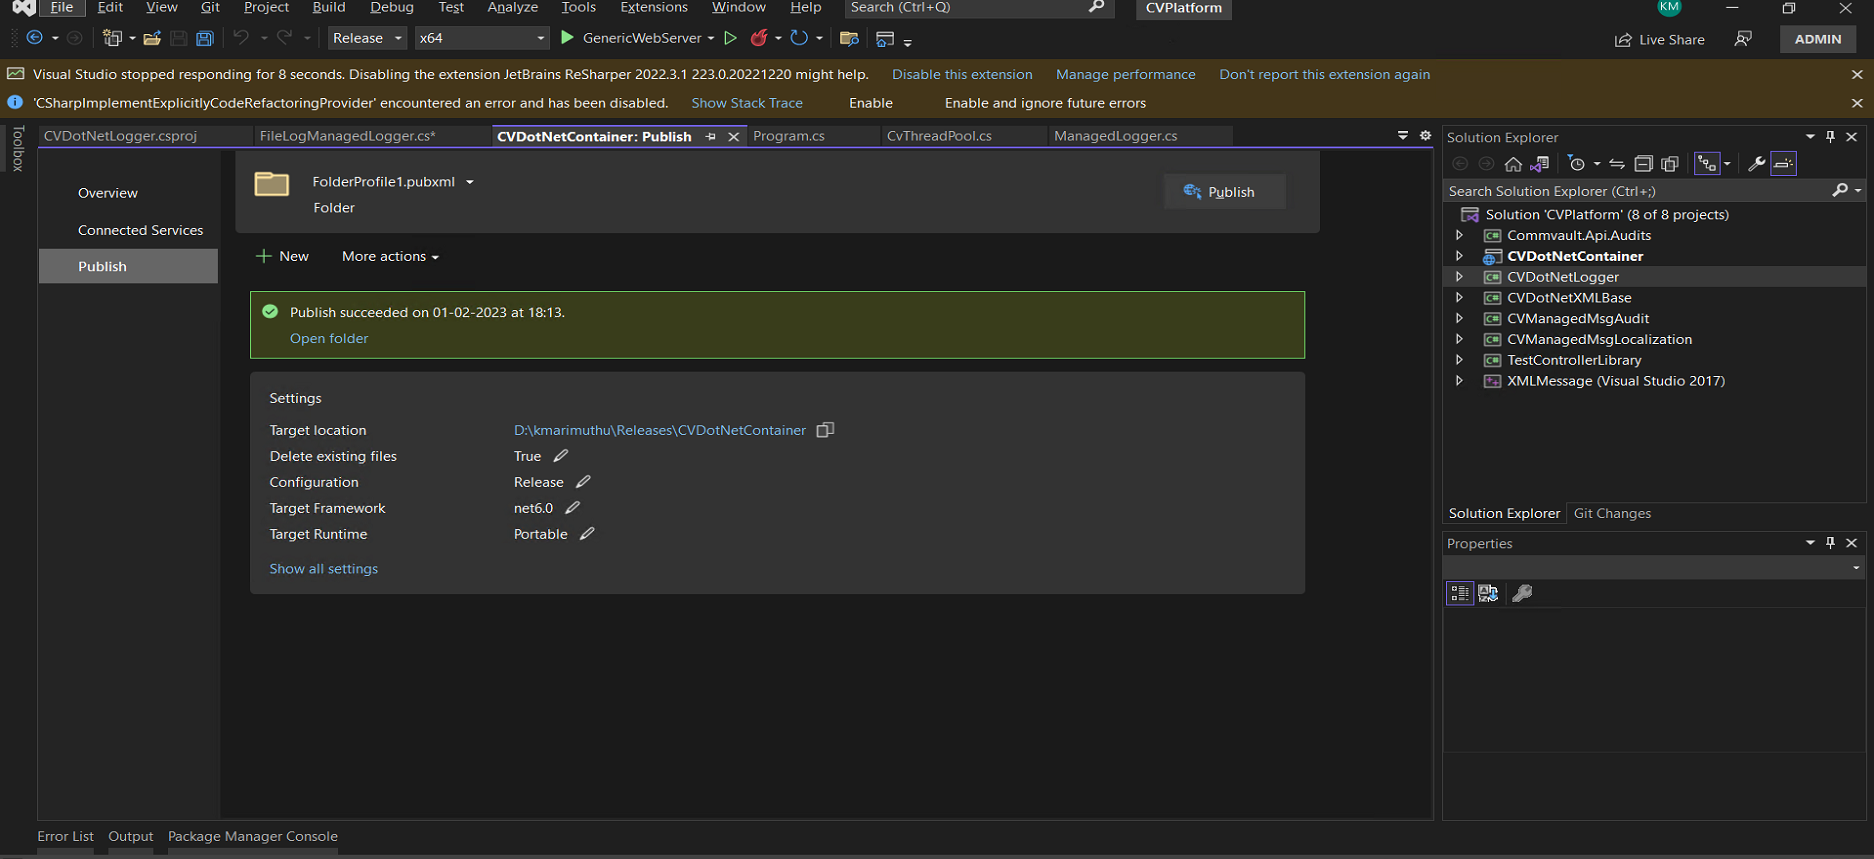 File Edit View Git Project Build Debug Test Analyze Tools Extensions Window Help Search (Ctrl+Q) CVPlatform KM
Release x64 GenericWebServer Live Share ADMIN
Visual Studio stopped responding for 8 seconds. Disabling the extension JetBrains ReSharper 2022.3.1 223.0.20221220 might help. Disable this extension Manage performance Don't report this extension again
'CSharpImplementExplicitlyCodeRefactoringProvider' encountered an error and has been disabled. Show Stack Trace Enable Enable and ignore future errors
Toolbox
CVDotNetLogger.csproj FileLogManagedLogger.cs* CVDotNetContainer: Publish Program.cs CvThreadPool.cs ManagedLogger.cs
Overview
Connected Services
Publish
FolderProfile1.pubxml
Folder
Publish
New More actions
Publish succeeded on 01-02-2023 at 18:13.
Open folder
Settings
Target location D:\kmarimuthu\Releases\CVDotNetContainer
Delete existing files True
Configuration Release
Target Framework net6.0
Target Runtime Portable
Show all settings
Solution Explorer
Search Solution Explorer (Ctrl+;)
Solution 'CVPlatform' (8 of 8 projects)
C# Commvault.Api.Audits
CVDotNetContainer
C# CVDotNetLogger
C# CVDotNetXMLBase
C# CVManagedMsgAudit
C# CVManagedMsgLocalization
C# TestControllerLibrary
XMLMessage (Visual Studio 2017)
Solution Explorer Git Changes
Properties
Error List Output Package Manager Console